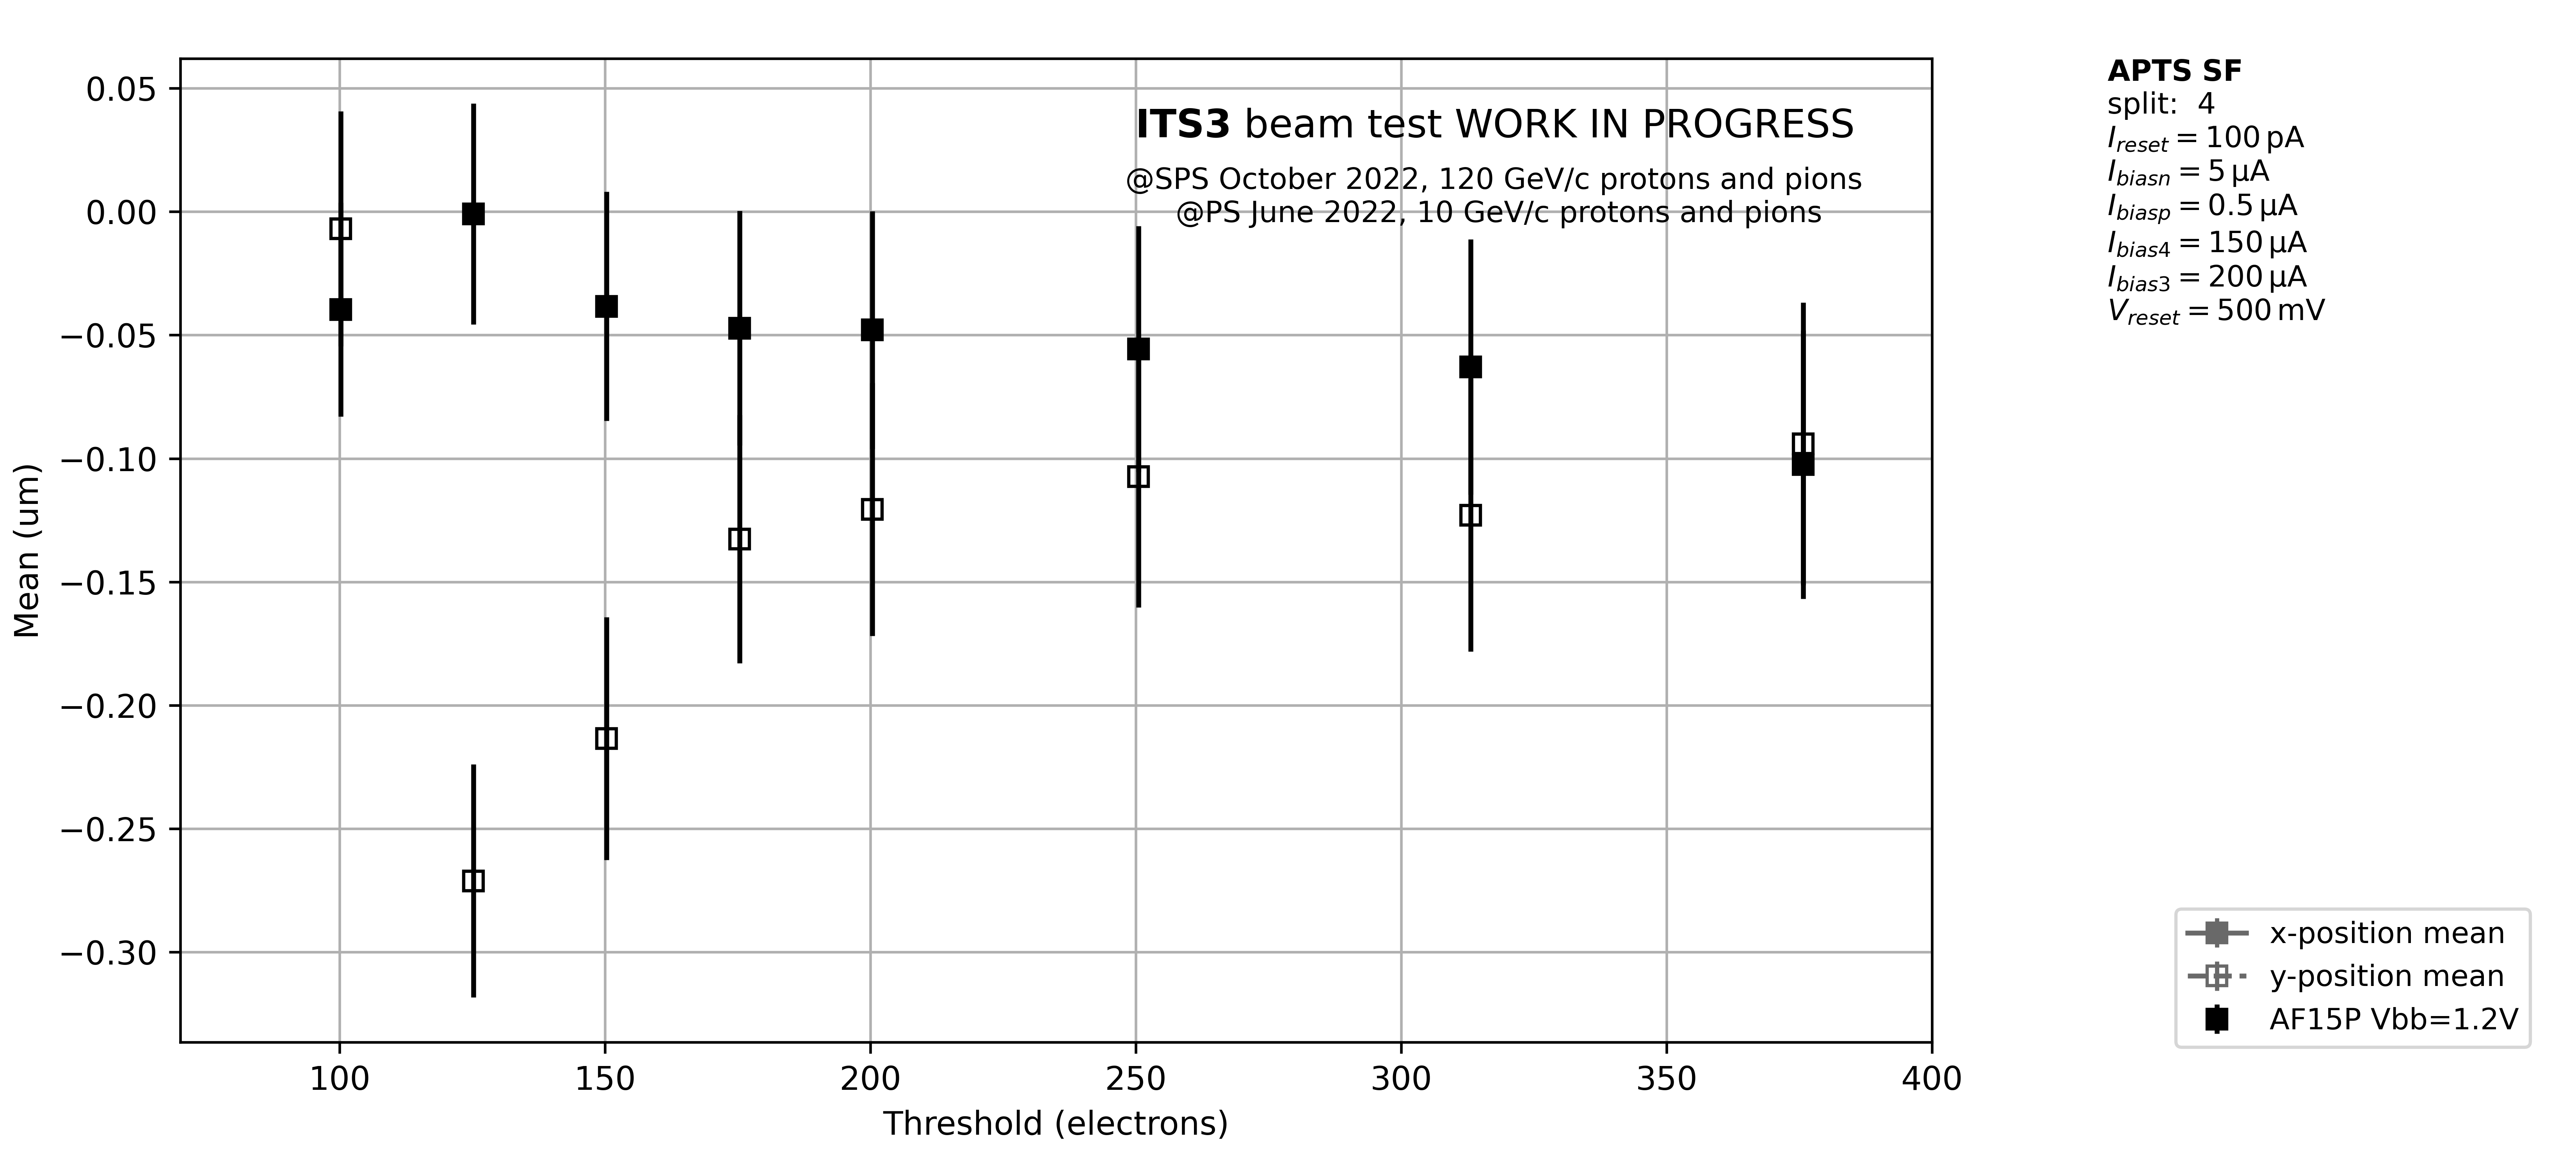 ITS3 beam test WORK IN PROGRESS
@SPS October 2022, 120 GeV/c protons and pions
@PS June 2022, 10 GeV/c protons and pions
0.05
0.00
−0.05
−0.10
−0.15
−0.20
−0.25
−0.30
Mean (um)
100 150 200 250 300 350 400
Threshold (electrons)
APTS SF
split: 4
I_reset = 100 pA
I_biasn = 5 µA
I_biasp = 0.5 µA
I_bias4 = 150 µA
I_bias3 = 200 µA
V_reset = 500 mV
x-position mean
y-position mean
AF15P Vbb=1.2V